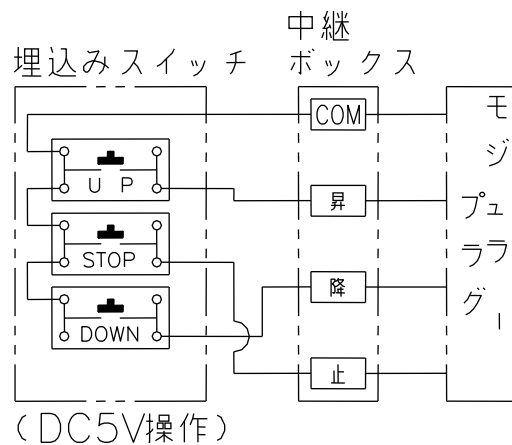 中継
埋込みスイッチ
ボックス
COM
UP
昇
STOP
降
DOWN
止
モジュラー
プラグ
(DC5V操作)